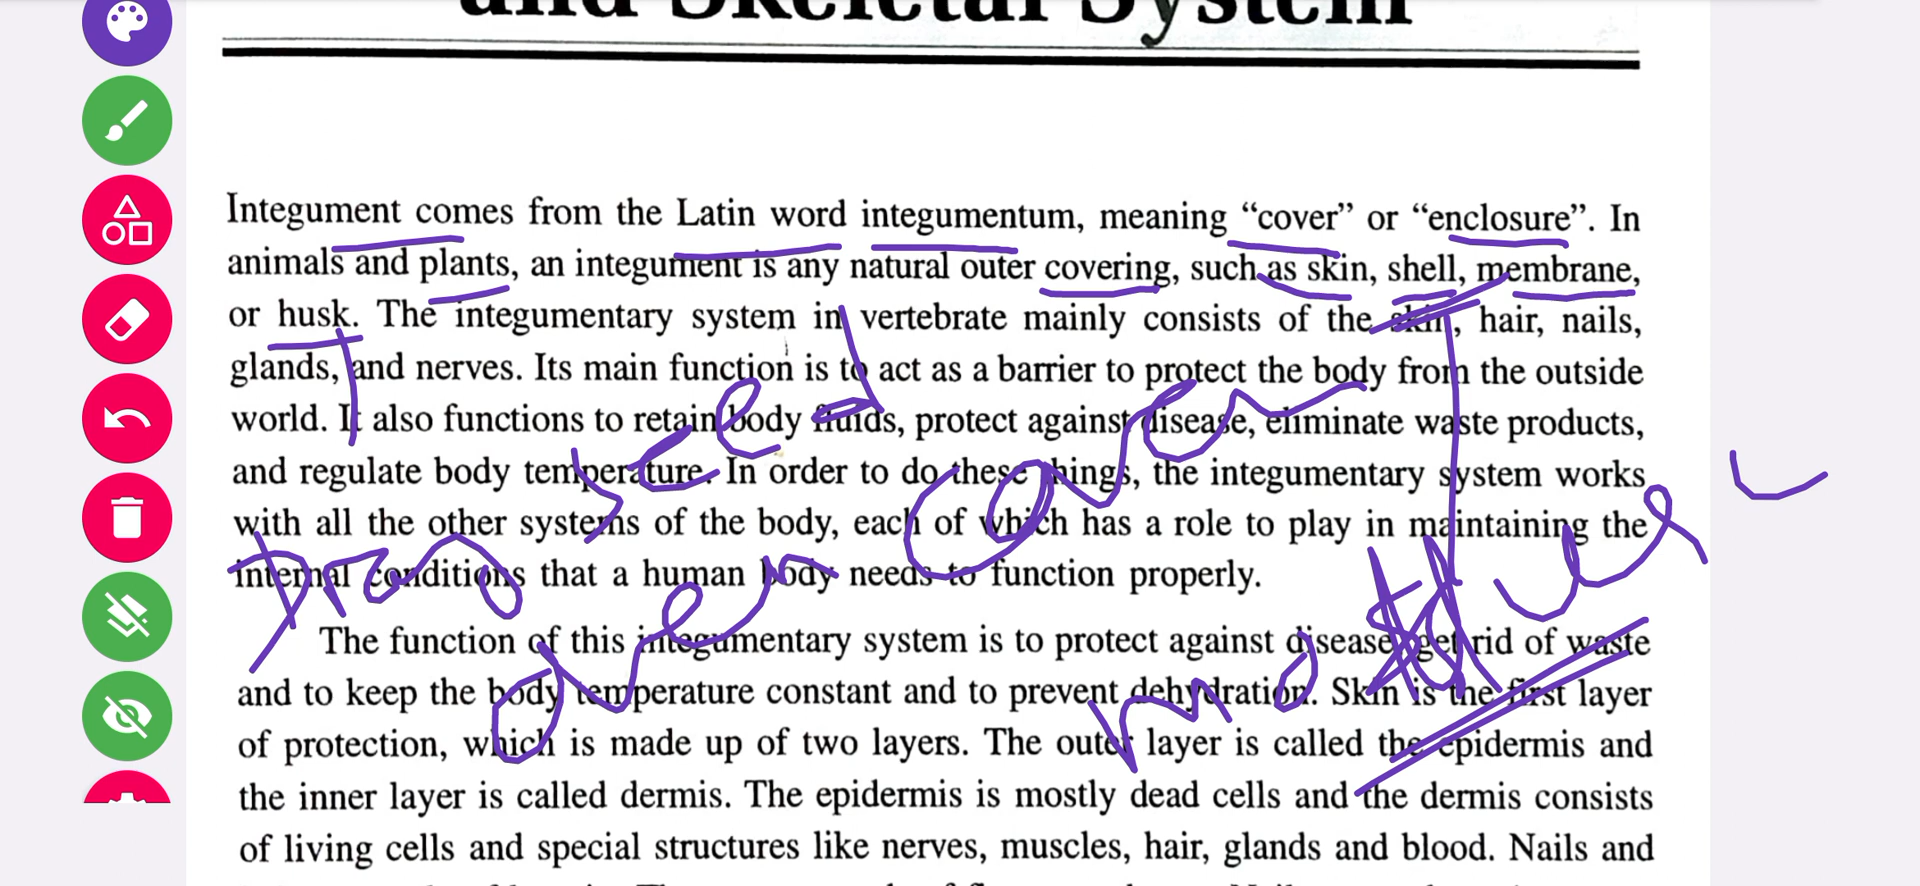 and Skeletal System
Integument comes from the Latin word integumentum, meaning “cover” or “enclosure”. In
animals and plants, an integument is any natural outer covering, such as skin, shell, membrane,
or husk. The integumentary system in vertebrate mainly consists of the skin, hair, nails,
glands, and nerves. Its main function is to act as a barrier to protect the body from the outside
world. It also functions to retain body fluids, protect against disease, eliminate waste products,
and regulate body temperature. In order to do these things, the integumentary system works
with all the other systems of the body, each of which has a role to play in maintaining the
internal conditions that a human body needs to function properly.
The function of this integumentary system is to protect against disease, get rid of waste
and to keep the body temperature constant and to prevent dehydration. Skin is the first layer
of protection, which is made up of two layers. The outer layer is called the epidermis and
the inner layer is called dermis. The epidermis is mostly dead cells and the dermis consists
of living cells and special structures like nerves, muscles, hair, glands and blood. Nails and